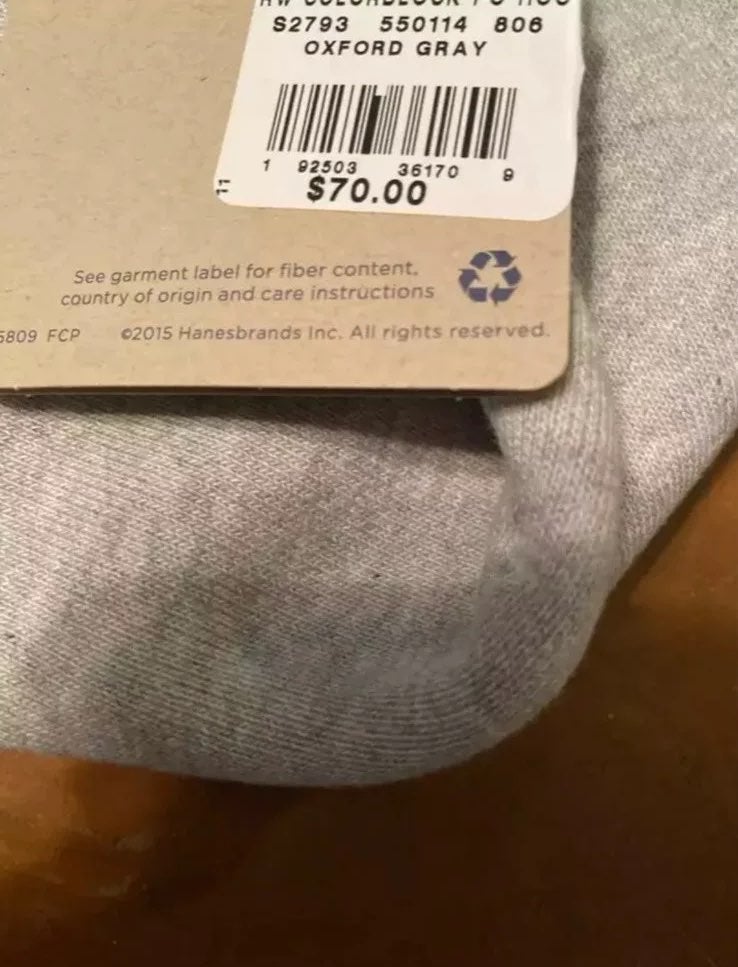 S2793 550114 806
OXFORD GRAY
1 92503 36170 9
11
$70.00
See garment label for fiber content,
country of origin and care instructions
5809 FCP ©2015 Hanesbrands Inc. All rights reserved.